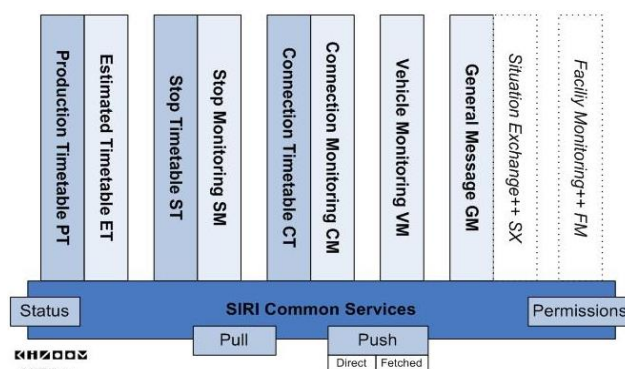 Production Timetable PT
Estimated Timetable ET
Stop Timetable ST
Stop Monitoring SM
Connection Timetable CT
Connection Monitoring CM
Vehicle Monitoring VM
General Message GM
Situation Exchange++ SX
Faciliy Monitoring++ FM
SIRI Common Services
Status
Permissions
Pull
Push
Direct
Fetched